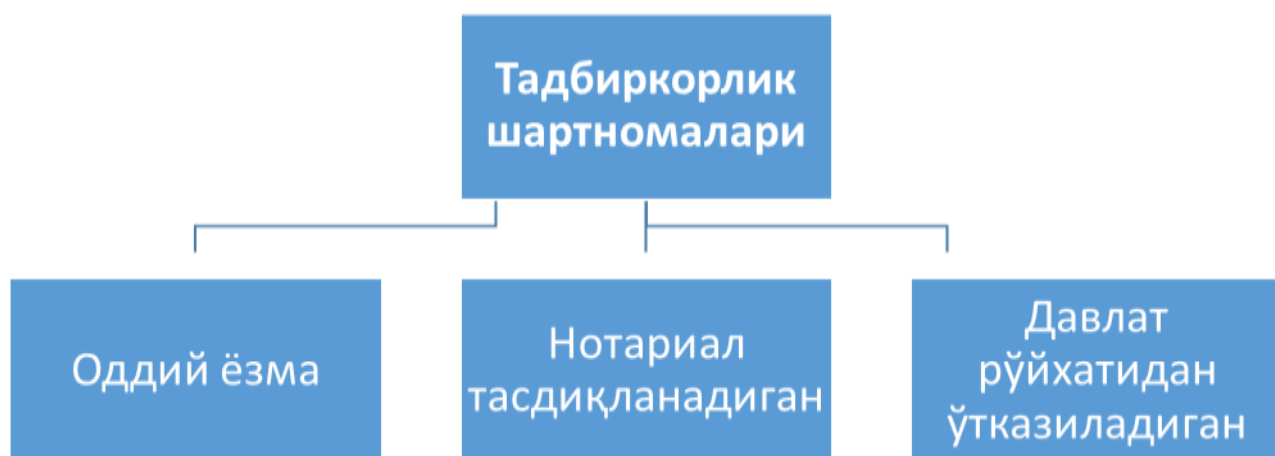 Тадбиркорлик
шартномалари
Оддий ёзма
Нотариал
тасдиқланадиган
Давлат
рўйхатидан
ўтказиладиган